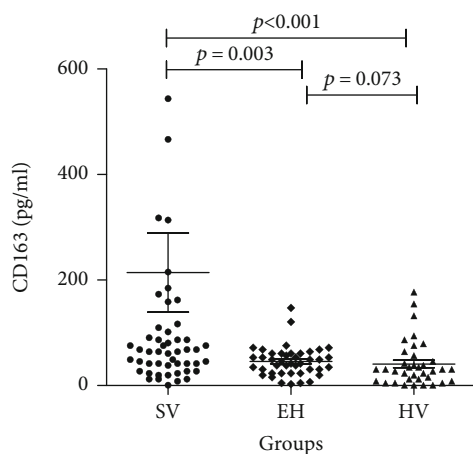 p<0.001
p = 0.003
p = 0.073
600
400
200
0
CD163 (pg/ml)
SV EH HV
Groups